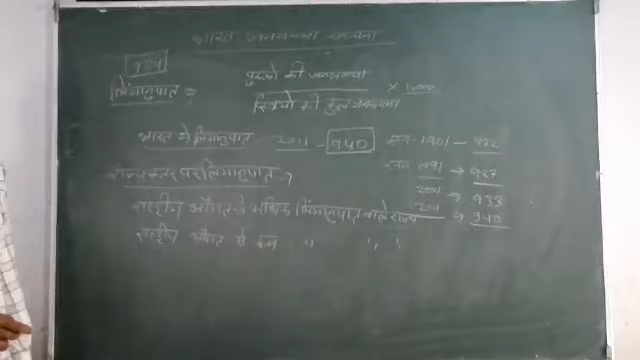 भारत जनसंख्या संरचना
लिंगानुपात =
पुरूषो की जनसंख्या
स्त्रियो की कुल जनसंख्या
× 1000
भारत मे लिंगानुपात 2011 - 940
सन - 1901 - 972
सन 1991 → 927
2001 → 933
2011 → 940
राज्य स्तर पर लिंगानुपात
राष्ट्रीय औसत से अधिक लिंगानुपात वाले राज्य
राष्ट्रीय औसत से कम " " "